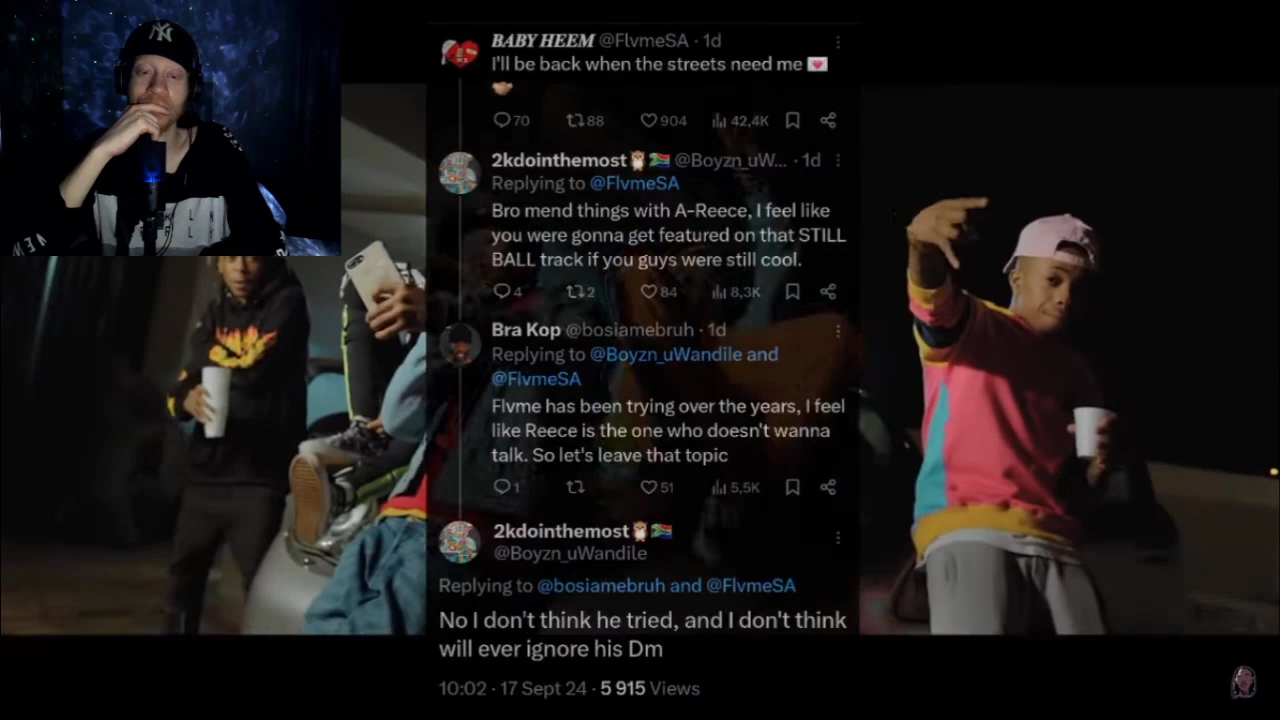 BABY HEEM @FlvmeSA · 1d
I'll be back when the streets need me 💌
🤝
70 88 904 42,4K
2kdointhemost🦉🇿🇦 @Boyzn_uW... · 1d
Replying to @FlvmeSA
Bro mend things with A-Reece, I feel like
you were gonna get featured on that STILL
BALL track if you guys were still cool.
4 2 84 8,3K
Bra Kop @bosiamebruh · 1d
Replying to @Boyzn_uWandile and
@FlvmeSA
Flvme has been trying over the years, I feel
like Reece is the one who doesn't wanna
talk. So let's leave that topic
1 51 5,5K
2kdointhemost🦉🇿🇦
@Boyzn_uWandile
Replying to @bosiamebruh and @FlvmeSA
No I don't think he tried, and I don't think
will ever ignore his Dm
10:02 · 17 Sept 24 · 5 915 Views